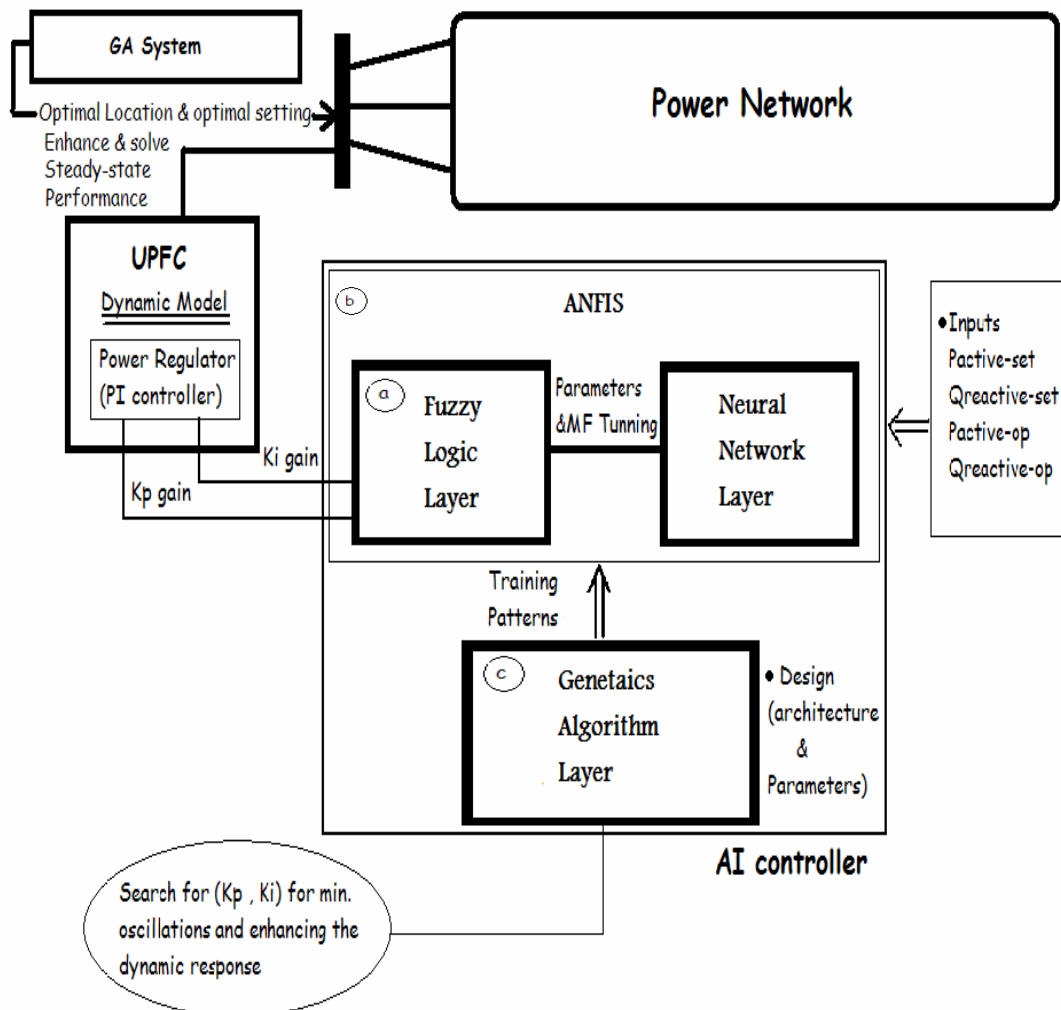 GA System
Power Network
Optimal Location & optimal setting
Enhance & solve
Steady-state
Performance
UPFC
Dynamic Model
Power Regulator
(PI controller)
Ki gain
Kp gain
b
ANFIS
a
Fuzzy
Logic
Layer
Parameters
&MF Tunning
Neural
Network
Layer
•Inputs
Pactive-set
Qreactive-set
Pactive-op
Qreactive-op
Training
Patterns
c
Genetaics
Algorithm
Layer
• Design
(architecture
&
Parameters)
AI controller
Search for (Kp , Ki) for min.
oscillations and enhancing the
dynamic response